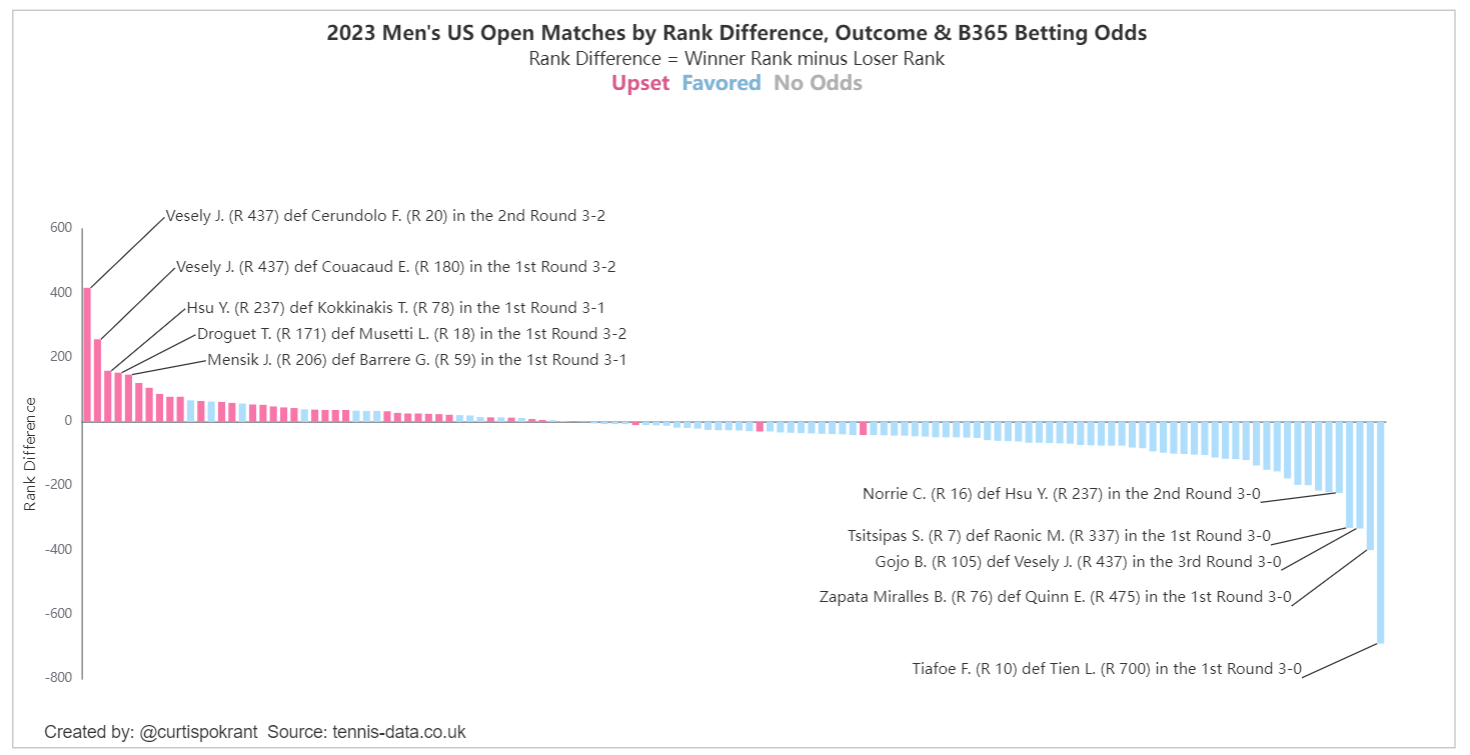 2023 Men's US Open Matches by Rank Difference, Outcome & B365 Betting Odds
Rank Difference = Winner Rank minus Loser Rank
Upset Favored No Odds
Vesely J. (R 437) def Cerundolo F. (R 20) in the 2nd Round 3-2
600
Vesely J. (R 437) def Couacaud E. (R 180) in the 1st Round 3-2
400
Hsu Y. (R 237) def Kokkinakis T. (R 78) in the 1st Round 3-1
Droguet T. (R 171) def Musetti L. (R 18) in the 1st Round 3-2
200
Mensik J. (R 206) def Barrere G. (R 59) in the 1st Round 3-1
0
Rank Difference
-200
Norrie C. (R 16) def Hsu Y. (R 237) in the 2nd Round 3-0
Tsitsipas S. (R 7) def Raonic M. (R 337) in the 1st Round 3-0
-400
Gojo B. (R 105) def Vesely J. (R 437) in the 3rd Round 3-0
Zapata Miralles B. (R 76) def Quinn E. (R 475) in the 1st Round 3-0
-600
Tiafoe F. (R 10) def Tien L. (R 700) in the 1st Round 3-0
-800
Created by: @curtispokrant Source: tennis-data.co.uk